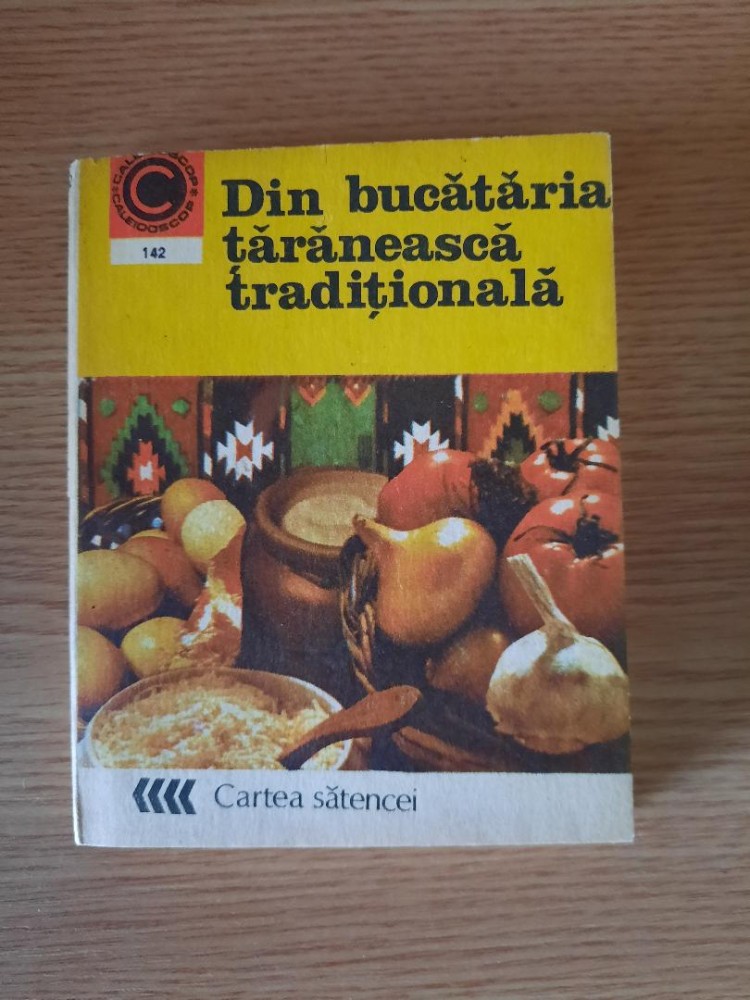 CALEIDOSCOP
C
142
Din bucătăria
țărănească
tradițională
Cartea sătencei